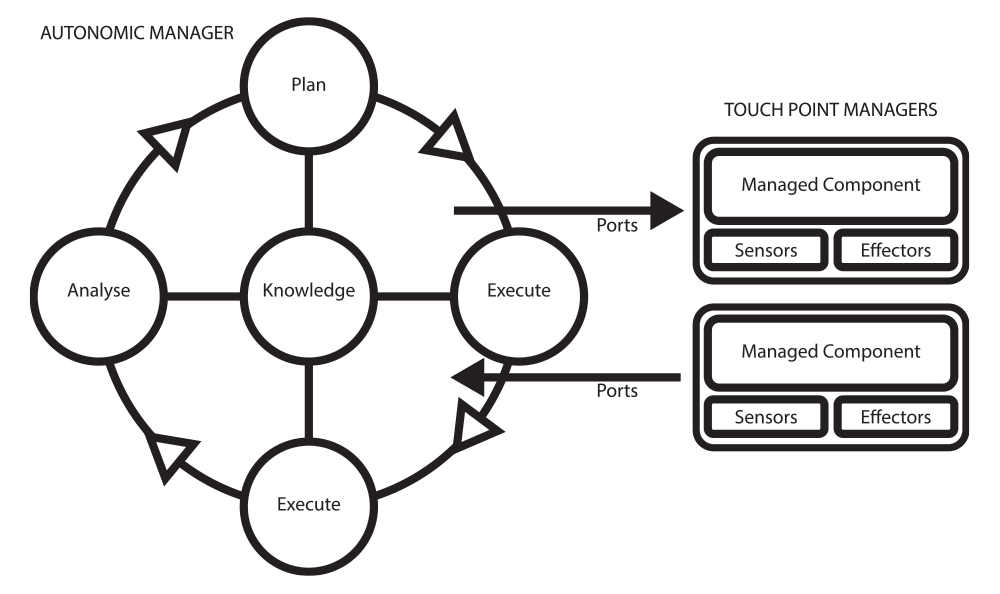 AUTONOMIC MANAGER
Plan
TOUCH POINT MANAGERS
Managed Component
Ports
Sensors
Effectors
Analyse
Knowledge
Execute
Managed Component
Ports
Sensors
Effectors
Execute